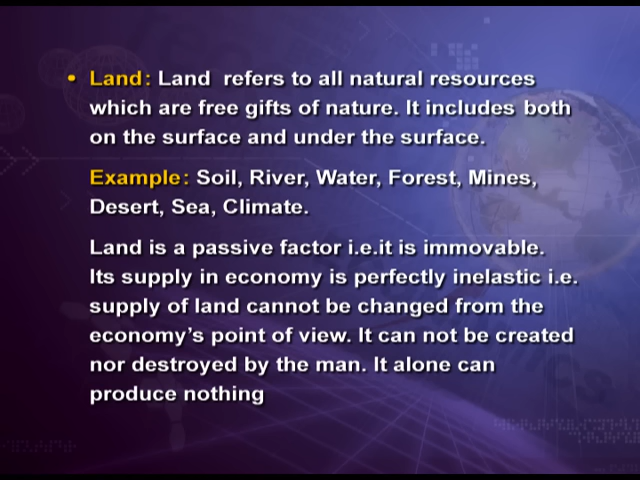 • Land: Land refers to all natural resources
which are free gifts of nature. It includes both
on the surface and under the surface.
Example: Soil, River, Water, Forest, Mines,
Desert, Sea, Climate.
Land is a passive factor i.e.it is immovable.
Its supply in economy is perfectly inelastic i.e.
supply of land cannot be changed from the
economy's point of view. It can not be created
nor destroyed by the man. It alone can
produce nothing